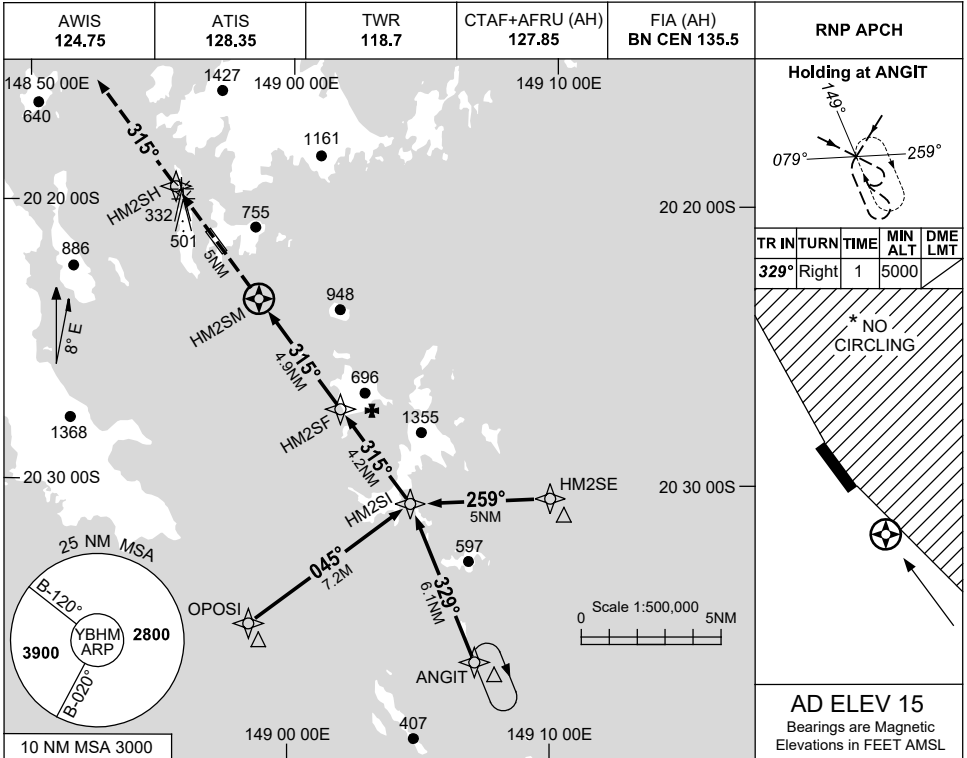 AWIS
124.75
ATIS
128.35
TWR
118.7
CTAF+AFRU (AH)
127.85
FIA (AH)
BN CEN 135.5
RNP APCH
148 50 00E
149 00 00E
149 10 00E
640
1427
1161
315°
HM2SH
20 20 00S
20 20 00S
332
501
755
5NM
886
8° E
HM2SM
948
315°
4.9NM
696
1368
HM2SF
1355
315°
4.2NM
20 30 00S
20 30 00S
HM2SI
259°
5NM
HM2SE
25 NM MSA
B-120°
YBHM
ARP
2800
3900
B-020°
045°
7.2M
597
329°
6.1NM
OPOSI
Scale 1:500,000
0
5NM
ANGIT
407
149 00 00E
149 10 00E
10 NM MSA 3000
Holding at ANGIT
149°
079°
259°
TR IN TURN TIME MIN ALT DME LMT
329° Right 1 5000
* NO
CIRCLING
AD ELEV 15
Bearings are Magnetic
Elevations in FEET AMSL